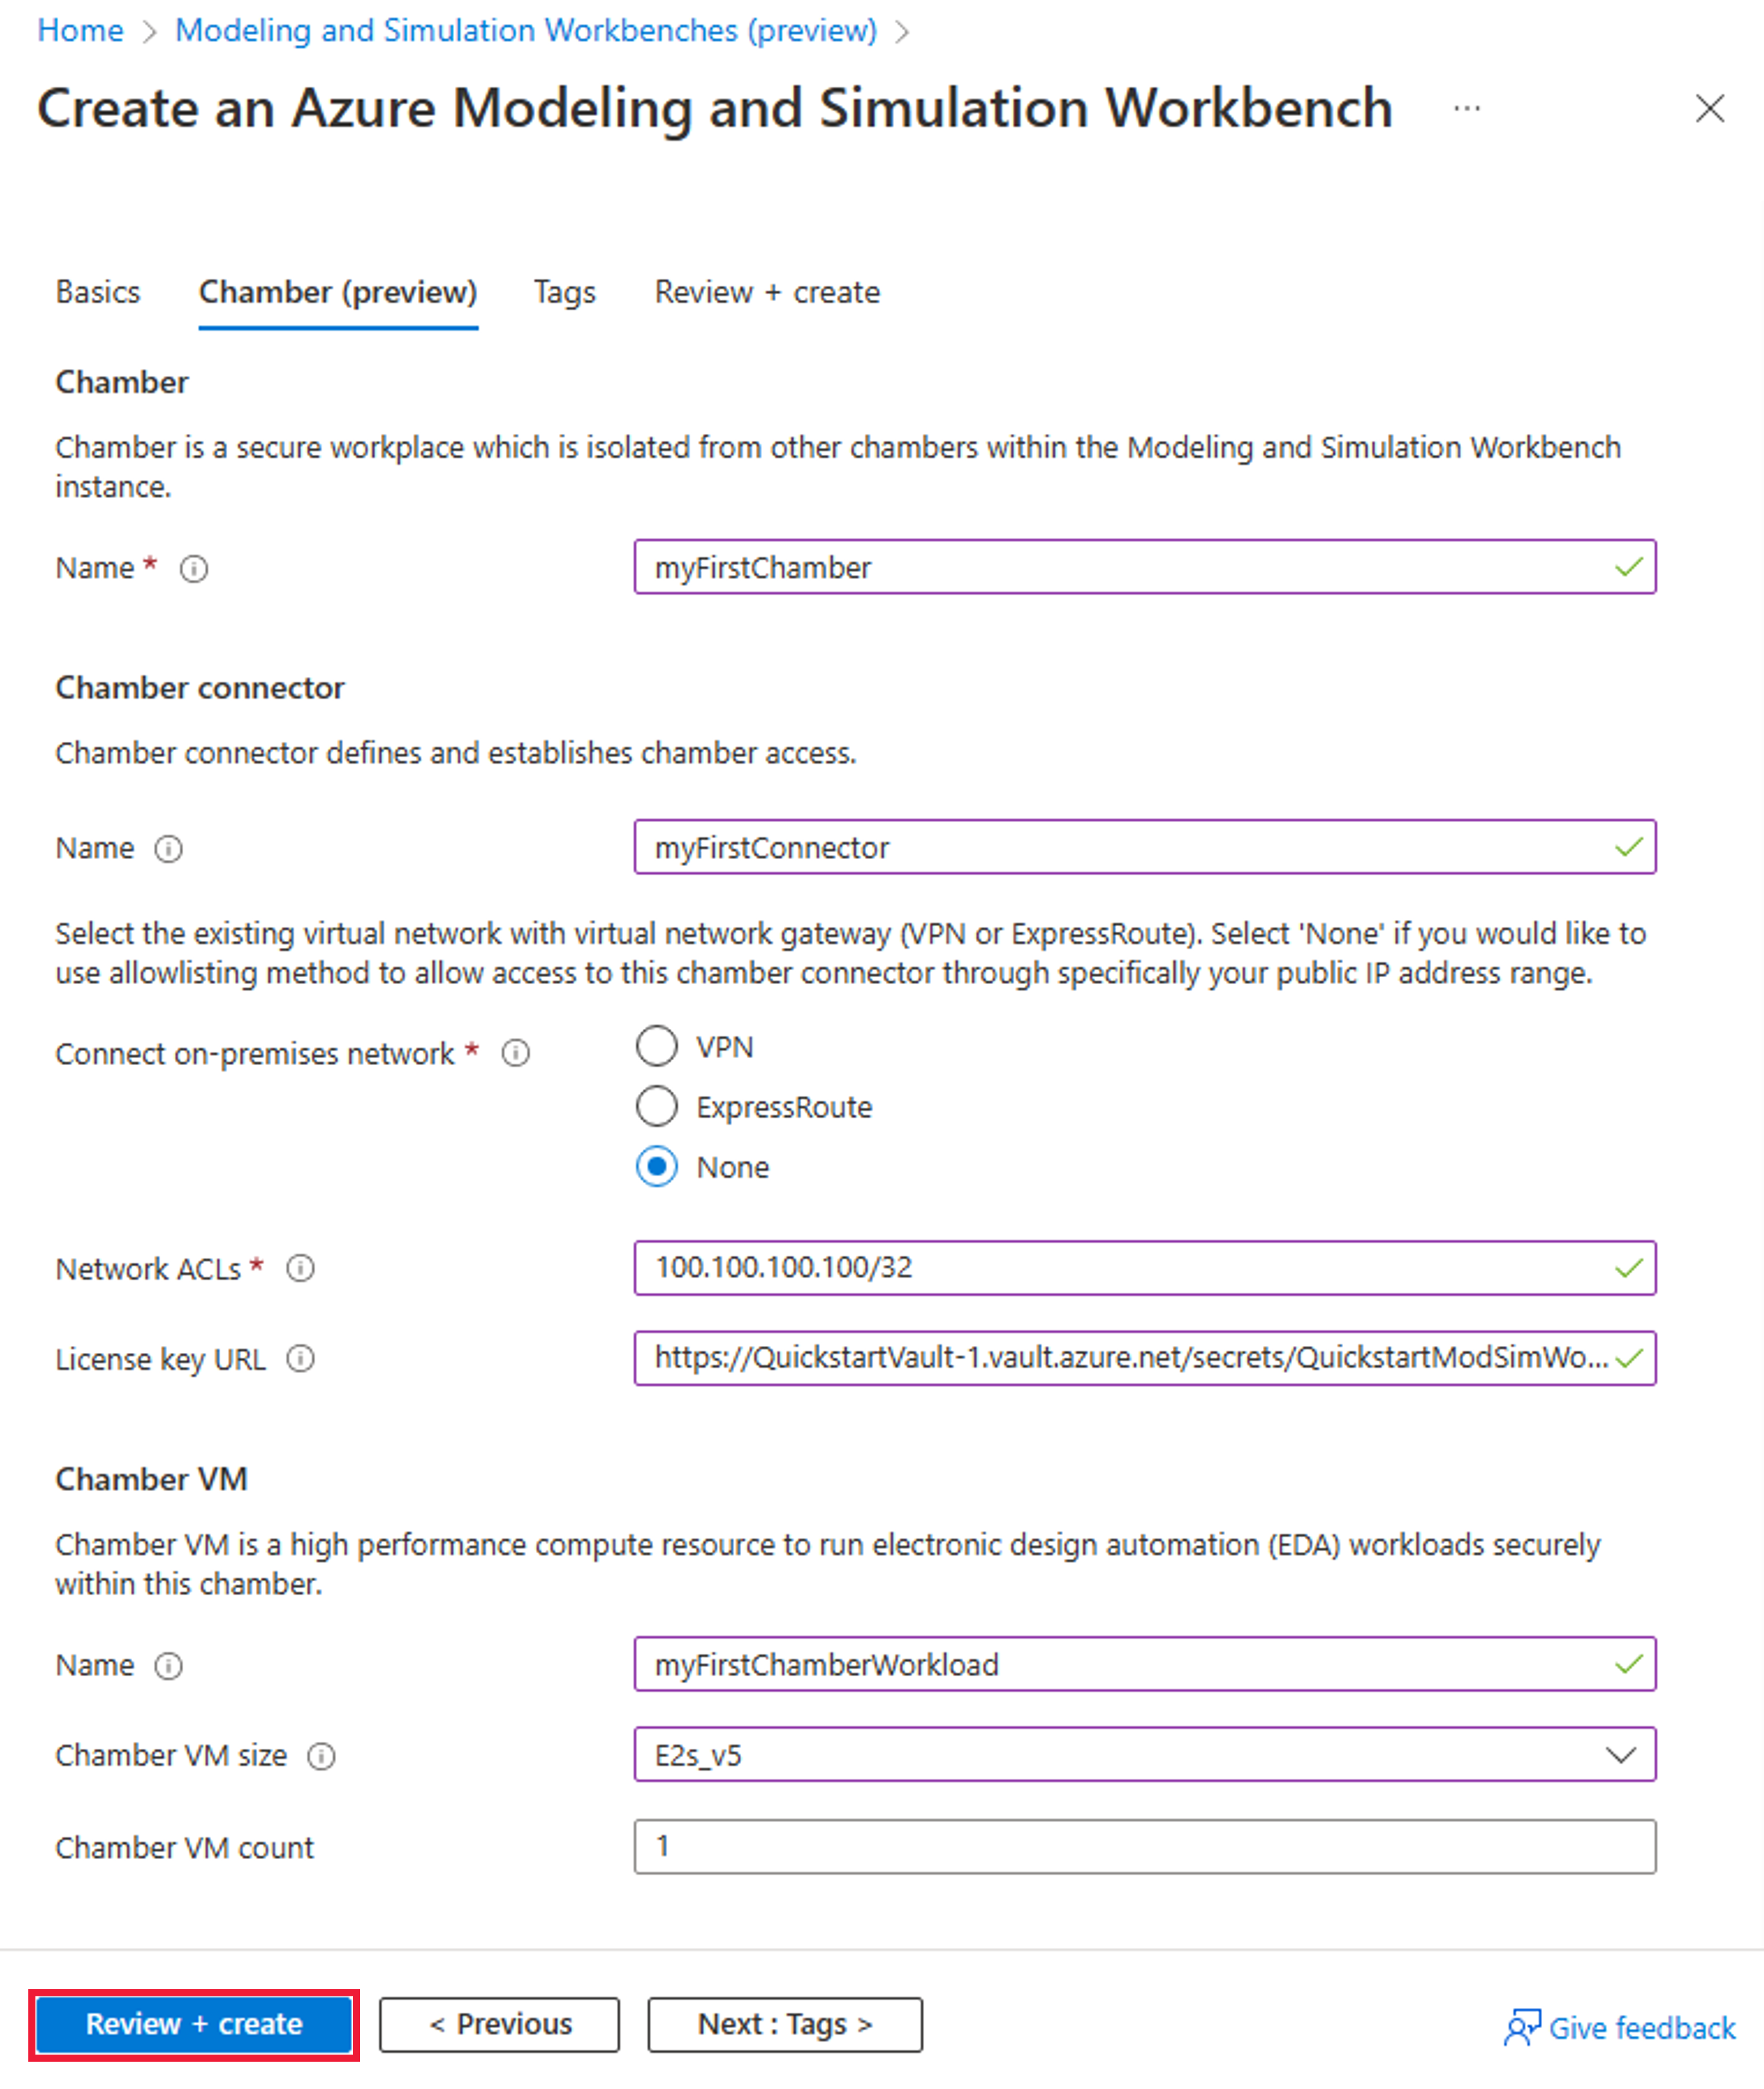 Home > Modeling and Simulation Workbenches (preview) >
Create an Azure Modeling and Simulation Workbench ...
Basics Chamber (preview) Tags Review + create
Chamber
Chamber is a secure workplace which is isolated from other chambers within the Modeling and Simulation Workbench
instance.
Name * myFirstChamber
Chamber connector
Chamber connector defines and establishes chamber access.
Name myFirstConnector
Select the existing virtual network with virtual network gateway (VPN or ExpressRoute). Select 'None' if you would like to
use allowlisting method to allow access to this chamber connector through specifically your public IP address range.
Connect on-premises network * VPN
ExpressRoute
None
Network ACLs * 100.100.100.100/32
License key URL https://QuickstartVault-1.vault.azure.net/secrets/QuickstartModSimWo...
Chamber VM
Chamber VM is a high performance compute resource to run electronic design automation (EDA) workloads securely
within this chamber.
Name myFirstChamberWorkload
Chamber VM size E2s_v5
Chamber VM count 1
Review + create < Previous Next : Tags > Give feedback